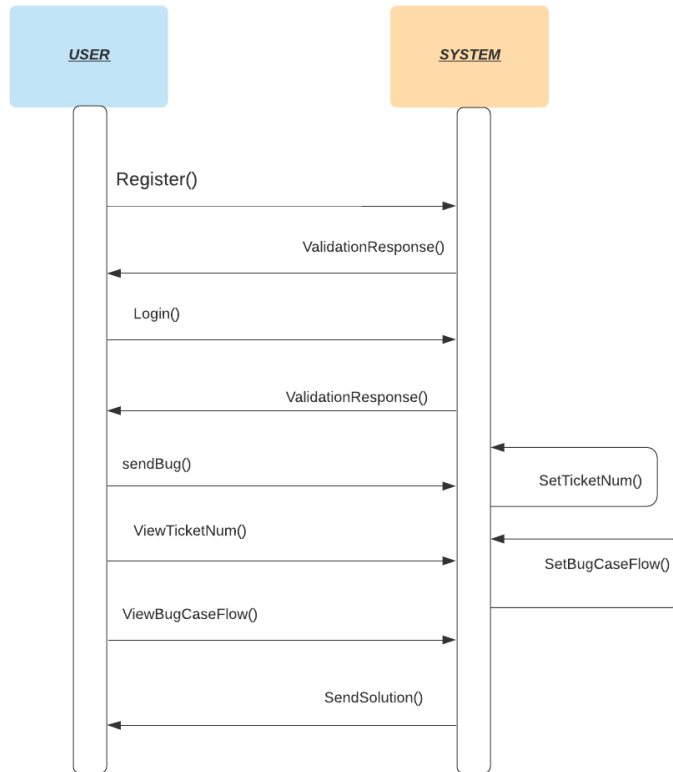 USER
SYSTEM
Register()
ValidationResponse()
Login()
ValidationResponse()
sendBug()
SetTicketNum()
ViewTicketNum()
SetBugCaseFlow()
ViewBugCaseFlow()
SendSolution()